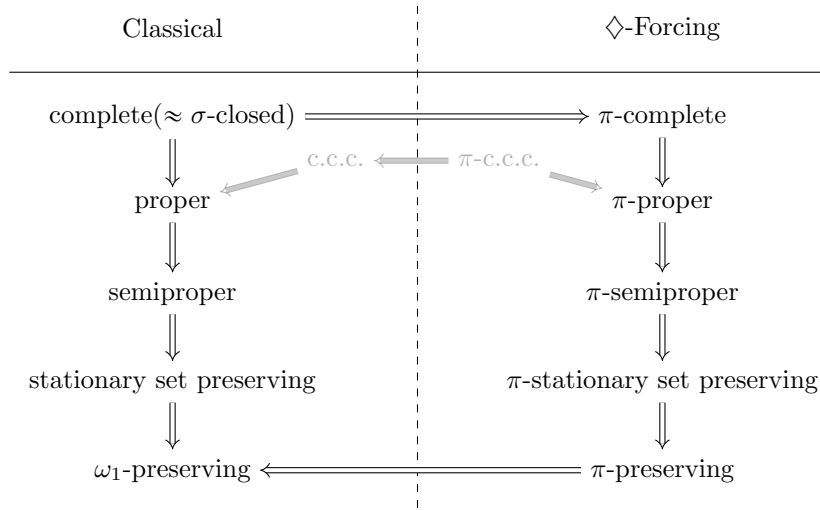 Classical ◇-Forcing
complete(≈ σ-closed) π-complete
c.c.c. π-c.c.c.
proper π-proper
semiproper π-semiproper
stationary set preserving π-stationary set preserving
ω₁-preserving π-preserving